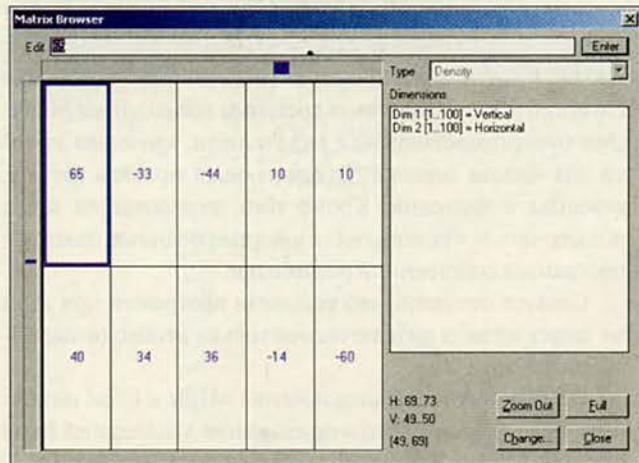 Matrix Browser
Edit 65 Enter
Type Density
Dimensions
Dim 1 [1..100] = Vertical
Dim 2 [1..100] = Horizontal
65 -33 -44 10 10
40 34 36 -14 -60
H: 69.73
V: 49.50
[49, 69]
Zoom Out Full
Change... Close